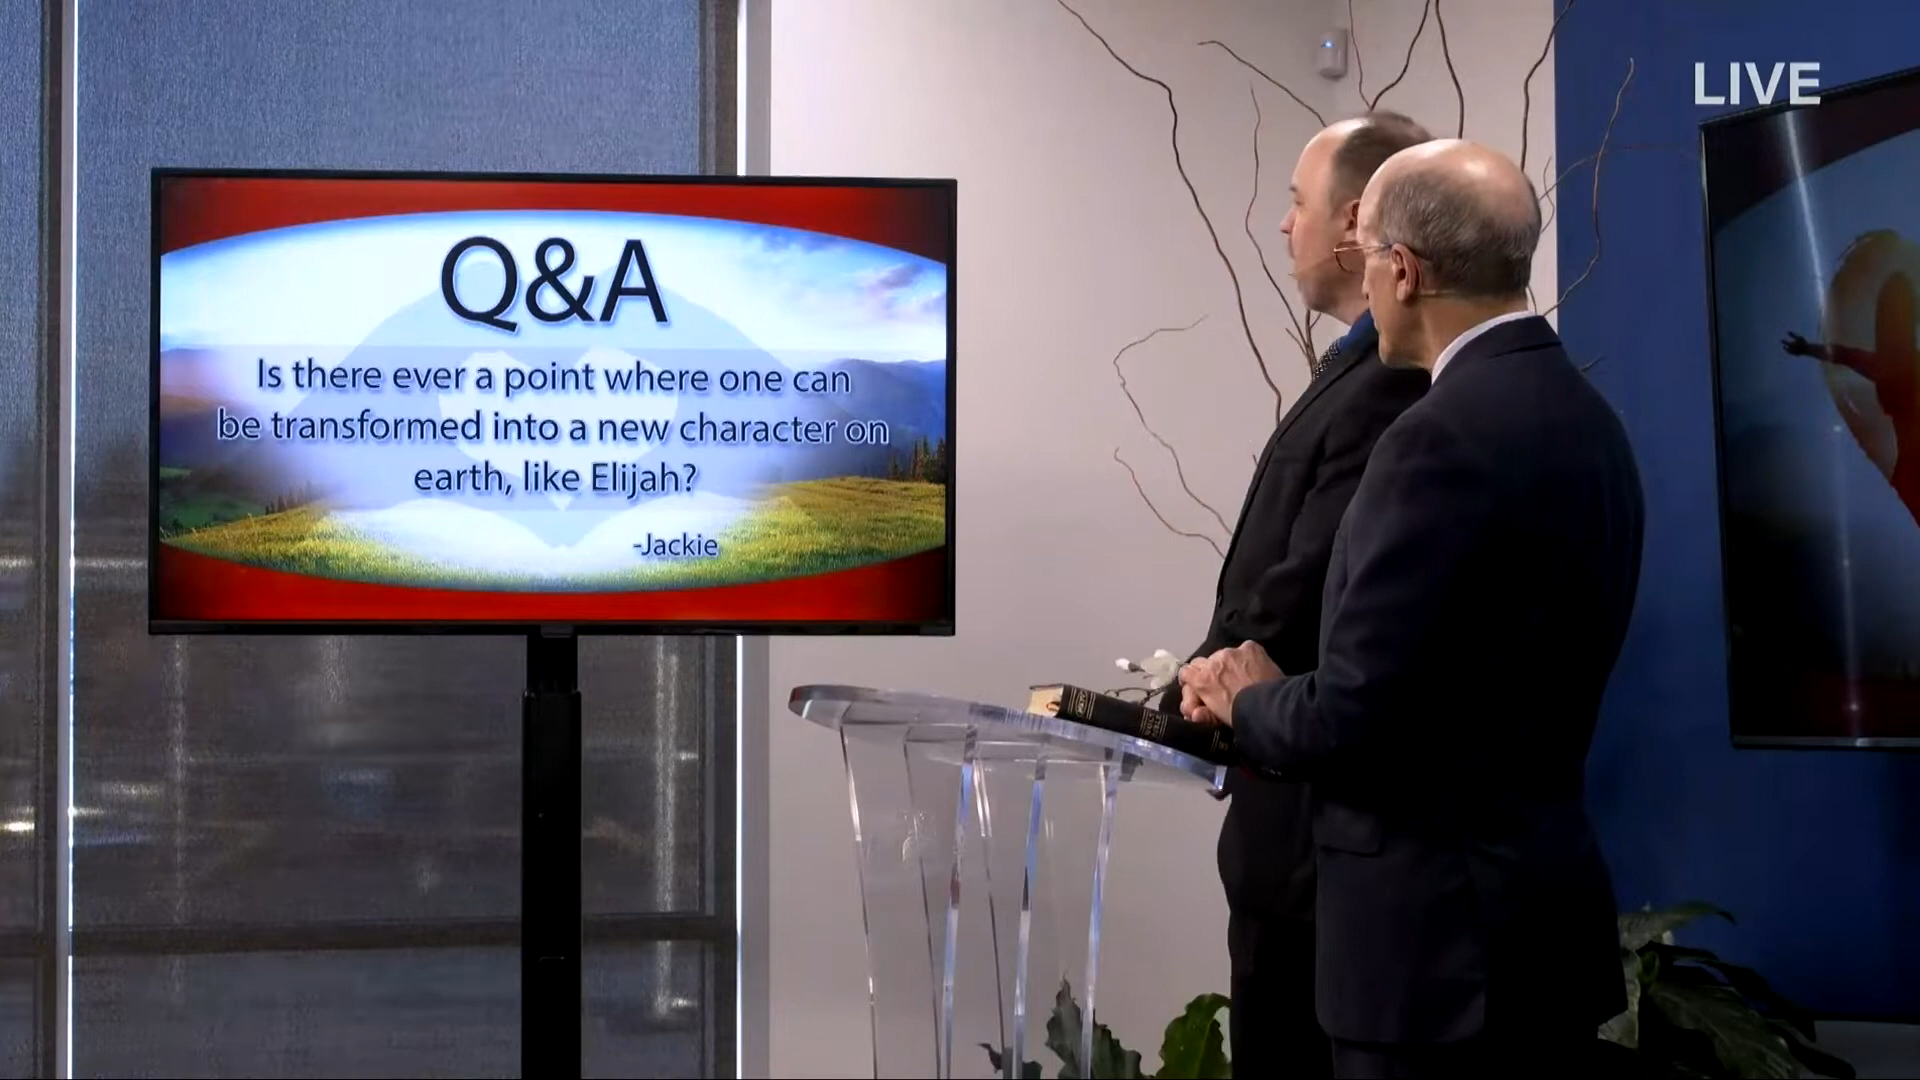 LIVE
Q&A
Is there ever a point where one can
be transformed into a new character on
earth, like Elijah?
-Jackie